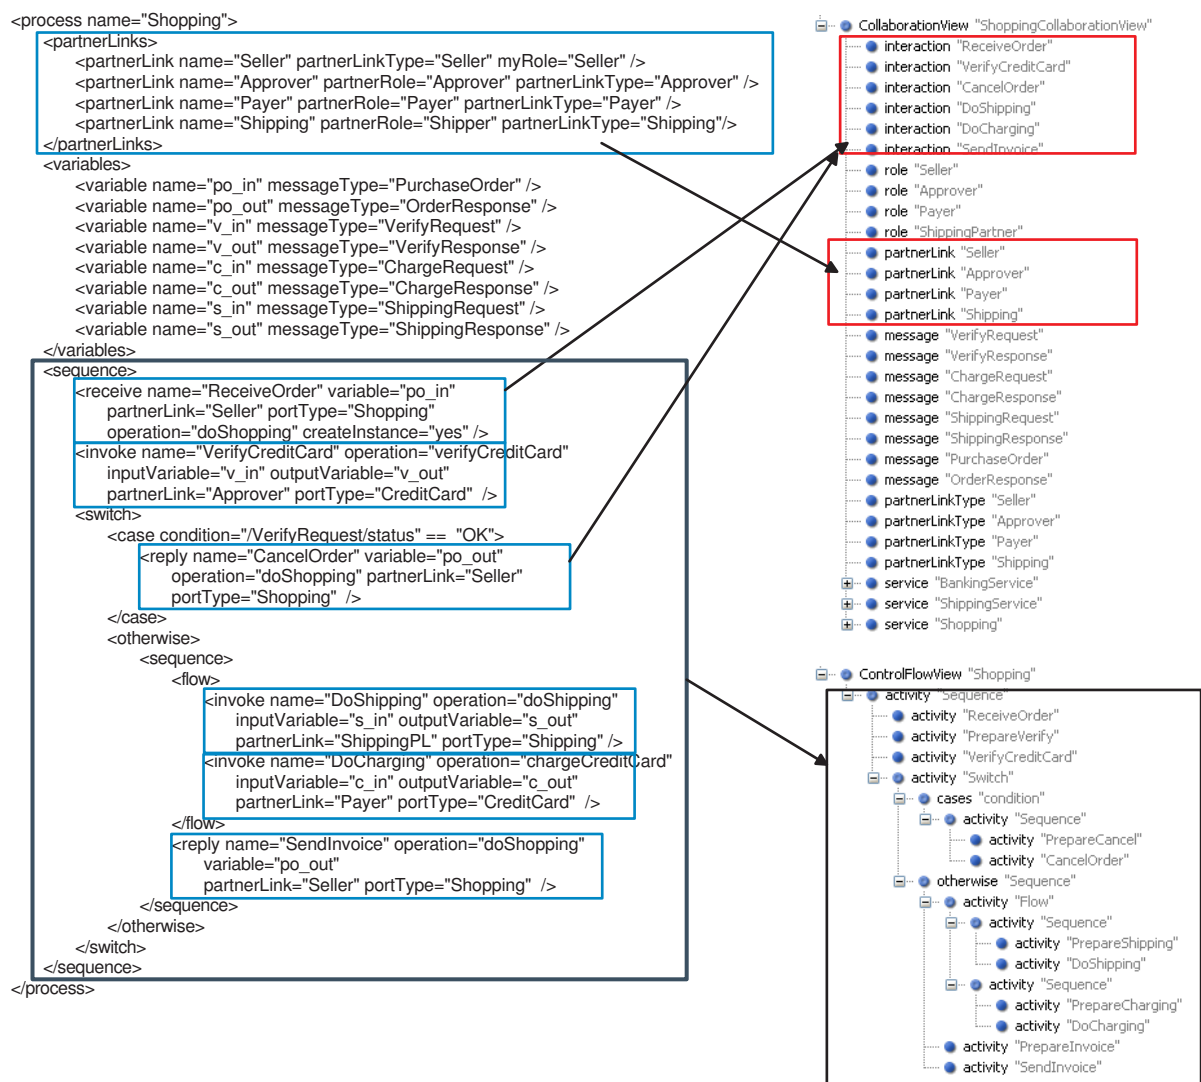 <process name="Shopping">
<partnerLinks>
<partnerLink name="Seller" partnerLinkType="Seller" myRole="Seller" />
<partnerLink name="Approver" partnerRole="Approver" partnerLinkType="Approver" />
<partnerLink name="Payer" partnerRole="Payer" partnerLinkType="Payer" />
<partnerLink name="Shipping" partnerRole="Shipper" partnerLinkType="Shipping"/>
</partnerLinks>
<variables>
<variable name="po_in" messageType="PurchaseOrder" />
<variable name="po_out" messageType="OrderResponse" />
<variable name="v_in" messageType="VerifyRequest" />
<variable name="v_out" messageType="VerifyResponse" />
<variable name="c_in" messageType="ChargeRequest" />
<variable name="c_out" messageType="ChargeResponse" />
<variable name="s_in" messageType="ShippingRequest" />
<variable name="s_out" messageType="ShippingResponse" />
</variables>
<sequence>
<receive name="ReceiveOrder" variable="po_in"
partnerLink="Seller" portType="Shopping"
operation="doShopping" createInstance="yes" />
<invoke name="VerifyCreditCard" operation="verifyCreditCard"
inputVariable="v_in" outputVariable="v_out"
partnerLink="Approver" portType="CreditCard" />
<switch>
<case condition="/VerifyRequest/status" == "OK">
<reply name="CancelOrder" variable="po_out"
operation="doShopping" partnerLink="Seller"
portType="Shopping" />
</case>
<otherwise>
<sequence>
<flow>
<invoke name="DoShipping" operation="doShipping"
inputVariable="s_in" outputVariable="s_out"
partnerLink="ShippingPL" portType="Shipping" />
<invoke name="DoCharging" operation="chargeCreditCard"
inputVariable="c_in" outputVariable="c_out"
partnerLink="Payer" portType="CreditCard" />
</flow>
<reply name="SendInvoice" operation="doShopping"
variable="po_out"
partnerLink="Seller" portType="Shopping" />
</sequence>
</otherwise>
</switch>
</sequence>
</process>
CollaborationView "ShoppingCollaborationView"
interaction "ReceiveOrder"
interaction "VerifyCreditCard"
interaction "CancelOrder"
interaction "DoShipping"
interaction "DoCharging"
interaction "SendInvoice"
role "Seller"
role "Approver"
role "Payer"
role "ShippingPartner"
partnerLink "Seller"
partnerLink "Approver"
partnerLink "Payer"
partnerLink "Shipping"
message "VerifyRequest"
message "VerifyResponse"
message "ChargeRequest"
message "ChargeResponse"
message "ShippingRequest"
message "ShippingResponse"
message "PurchaseOrder"
message "OrderResponse"
partnerLinkType "Seller"
partnerLinkType "Approver"
partnerLinkType "Payer"
partnerLinkType "Shipping"
service "BankingService"
service "ShippingService"
service "Shopping"
ControlFlowView "Shopping"
activity "Sequence"
activity "ReceiveOrder"
activity "PrepareVerify"
activity "VerifyCreditCard"
activity "Switch"
cases "condition"
activity "Sequence"
activity "PrepareCancel"
activity "CancelOrder"
otherwise "Sequence"
activity "Flow"
activity "Sequence"
activity "PrepareShipping"
activity "DoShipping"
activity "Sequence"
activity "PrepareCharging"
activity "DoCharging"
activity "PrepareInvoice"
activity "SendInvoice"